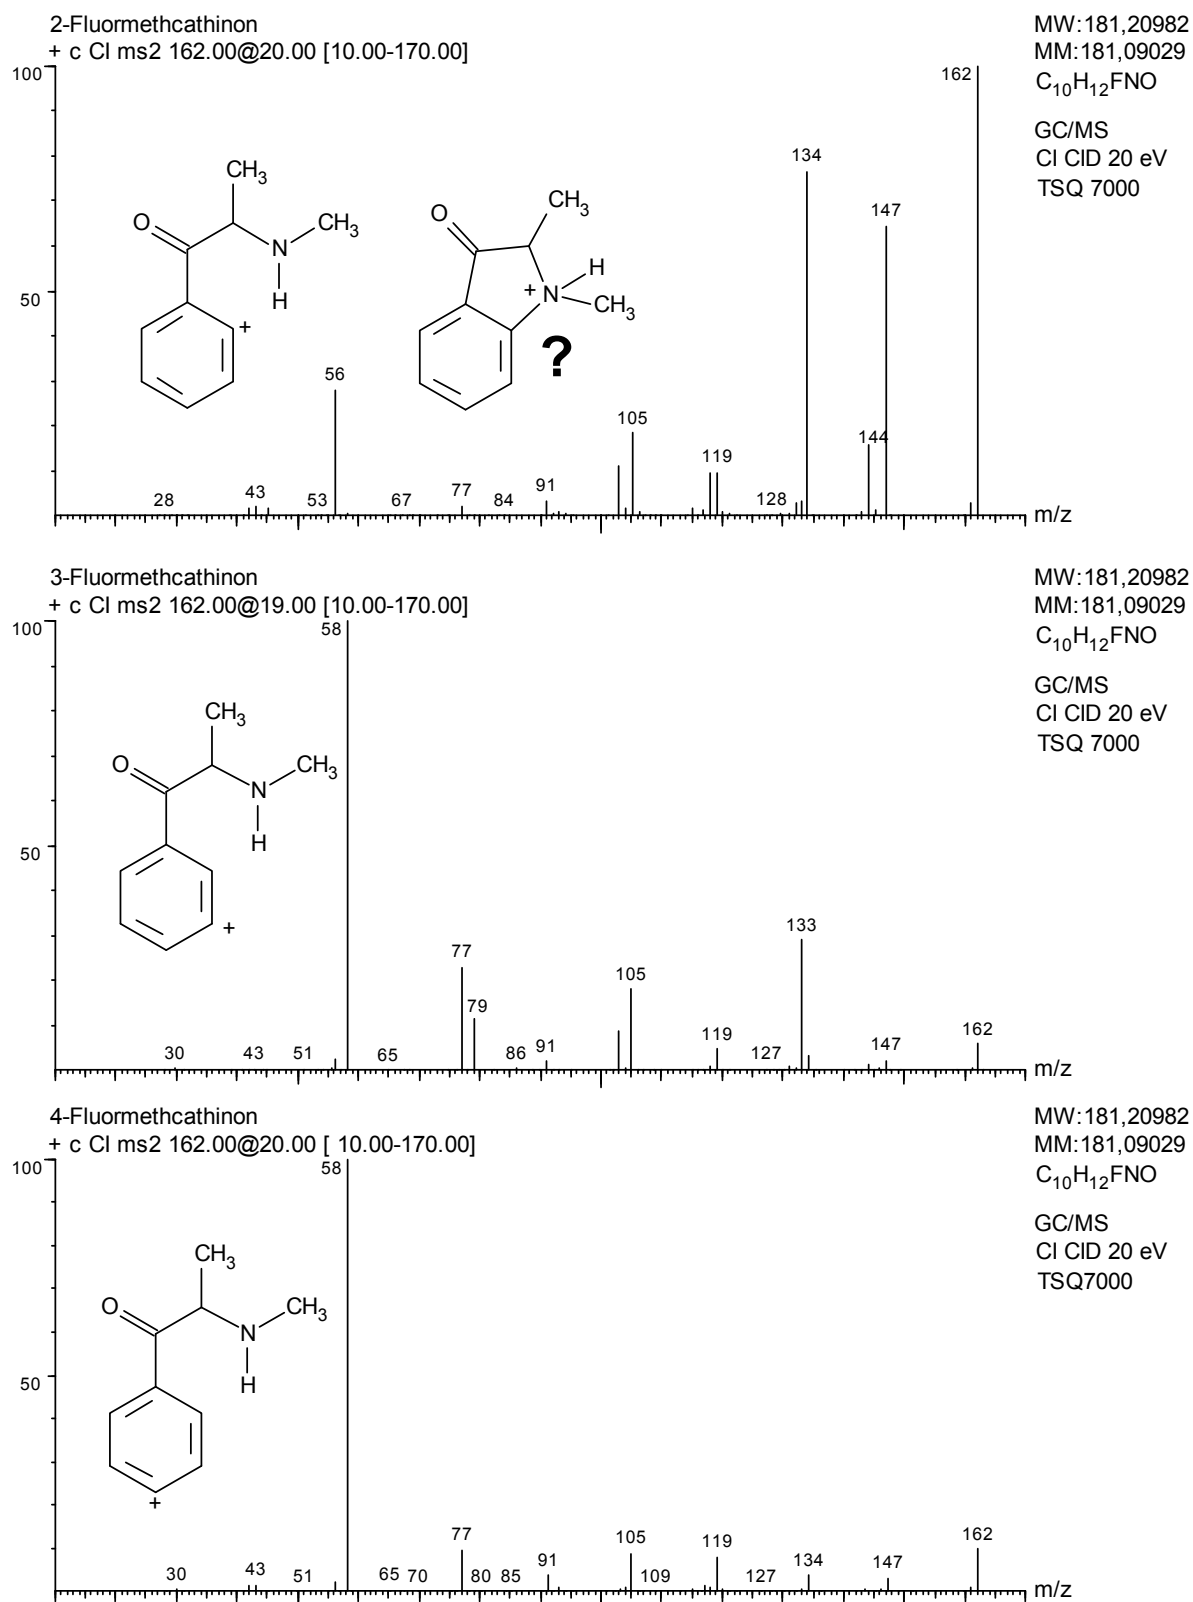 2-Fluormethcathinon
+ c CI ms2 162.00@20.00 [10.00-170.00]
MW:181,20982
MM:181,09029
C10H12FNO
GC/MS
CI CID 20 eV
TSQ 7000
100
50
162
134
147
144
128
119
105
91
84
77
67
56
53
43
28
m/z
CH3
O
N
CH3
H
O
CH3
H
+
N
CH3
+
?
3-Fluormethcathinon
+ c CI ms2 162.00@19.00 [10.00-170.00]
MW:181,20982
MM:181,09029
C10H12FNO
GC/MS
CI CID 20 eV
TSQ 7000
100
50
58
133
77
105
79
119
162
147
127
91
86
65
51
43
30
m/z
CH3
O
N
CH3
H
+
4-Fluormethcathinon
+ c CI ms2 162.00@20.00 [ 10.00-170.00]
MW:181,20982
MM:181,09029
C10H12FNO
GC/MS
CI CID 20 eV
TSQ7000
100
50
58
77
105
119
162
134
147
127
109
91
85
80
70
65
51
43
30
m/z
CH3
O
N
CH3
H
+